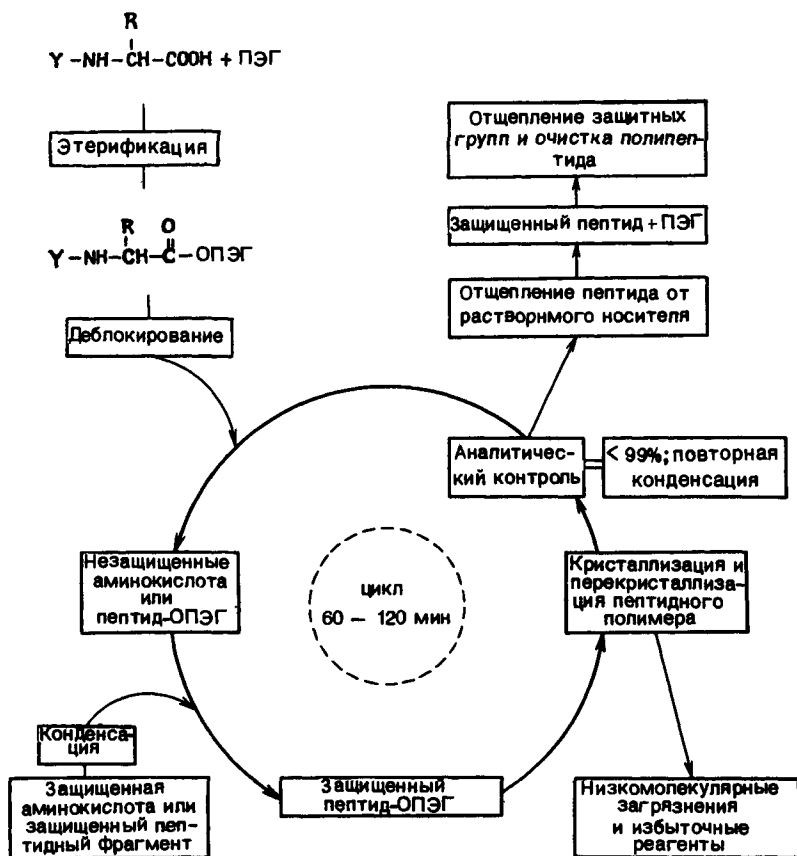 R
Y–NH–CH–COOH + ПЭГ
Этерификация
R O
Y–NH–CH–C–ОПЭГ
Деблокирование
Отщепление защитных
групп и очистка полипеп-
тида
Защищенный пептид + ПЭГ
Отщепление пептида от
растворимого носителя
Аналитичес-
кий контроль
< 99%; повторная
конденсация
Незащищенные
аминокислота
или
пептид-ОПЭГ
цикл
60 – 120 мин
Кристаллизация и
перекристаллиза-
ция пептидного
полимера
Конденса-
ция
Защищенная
аминокислота или
защищенный пеп-
тидный фрагмент
Защищенный
пептид-ОПЭГ
Низкомолекулярные
загрязнения
и избыточные
реагенты